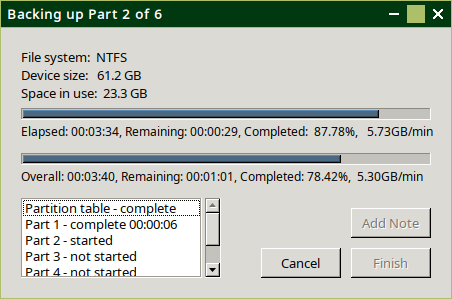 Backing up Part 2 of 6
File system: NTFS
Device size: 61.2 GB
Space in use: 23.3 GB
Elapsed: 00:03:34, Remaining: 00:00:29, Completed: 87.78%, 5.73GB/min
Overall: 00:03:40, Remaining: 00:01:01, Completed: 78.42%, 5.30GB/min
Partition table - complete
Part 1 - complete 00:00:06
Part 2 - started
Part 3 - not started
Part 4 - not started
Add Note
Cancel
Finish